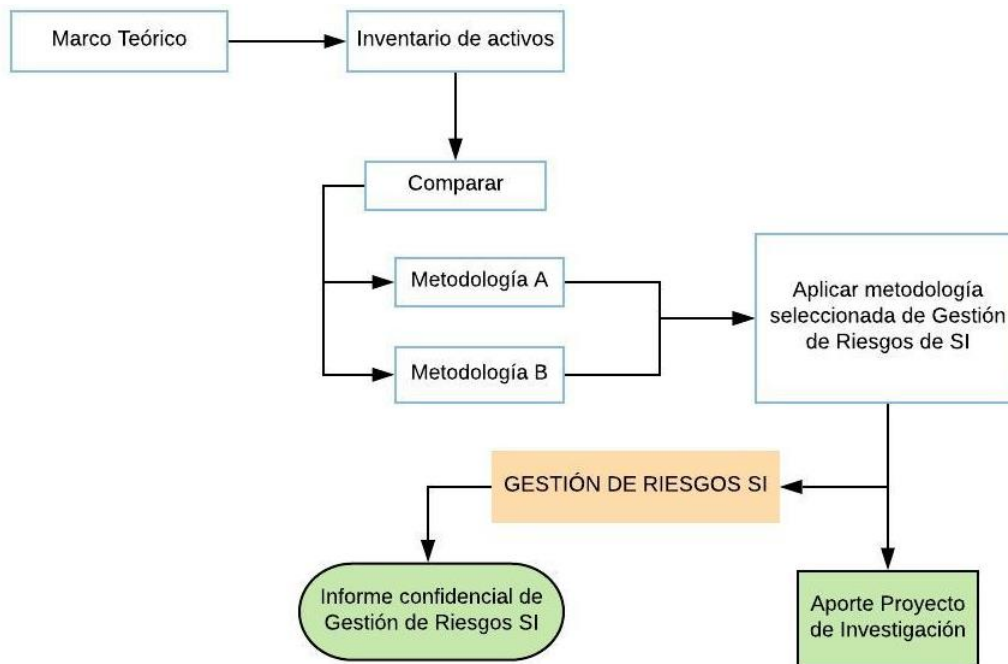 Marco Teórico
Inventario de activos
Comparar
Metodología A
Metodología B
Aplicar metodología
seleccionada de Gestión
de Riesgos de SI
GESTIÓN DE RIESGOS SI
Informe confidencial de
Gestión de Riesgos SI
Aporte Proyecto
de Investigación